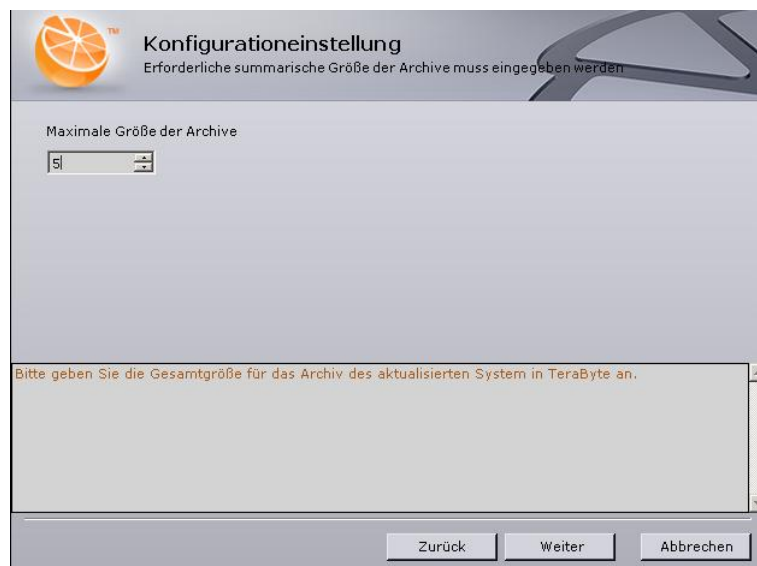 TM
Konfigurationeinstellung
Erforderliche summarische Größe der Archive muss eingegeben werden
Maximale Größe der Archive
5
Bitte geben Sie die Gesamtgröße für das Archiv des aktualisierten System in TeraByte an.
Zurück
Weiter
Abbrechen